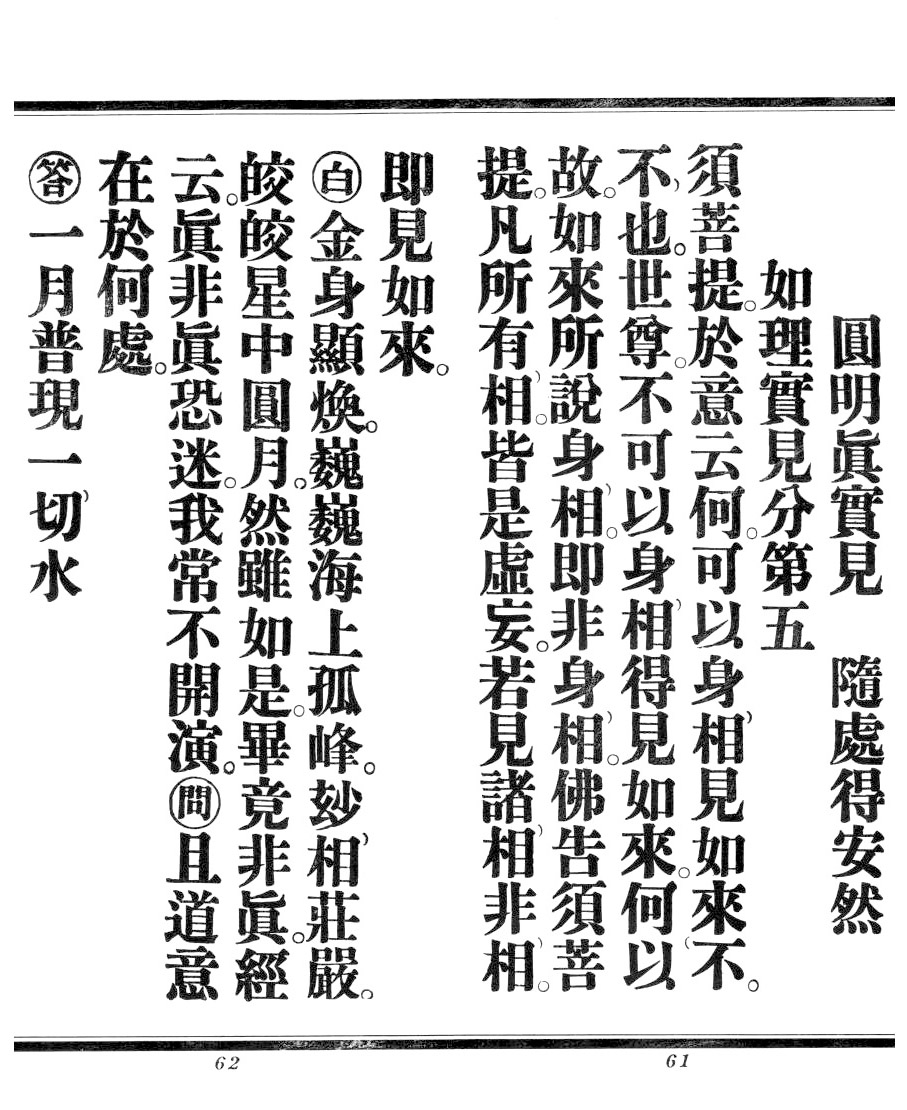 圓明眞實見　隨處得安然
如理實見分第五
須菩提。於意云何。可以身相見如來不。
不也。世尊。不可以身相得見如來。何以
故。如來所說身相。即非身相。佛告須菩
提。凡所有相。皆是虛妄。若見諸相非相。
即見如來。
㊀白金身顯煥。巍巍海上孤峰。玅相莊嚴。
皎皎星中圓月。然雖如是。畢竟非眞。經
云。眞非眞恐迷。我常不開演。問且道意
在於何處。
答一月普現一切水
61
62